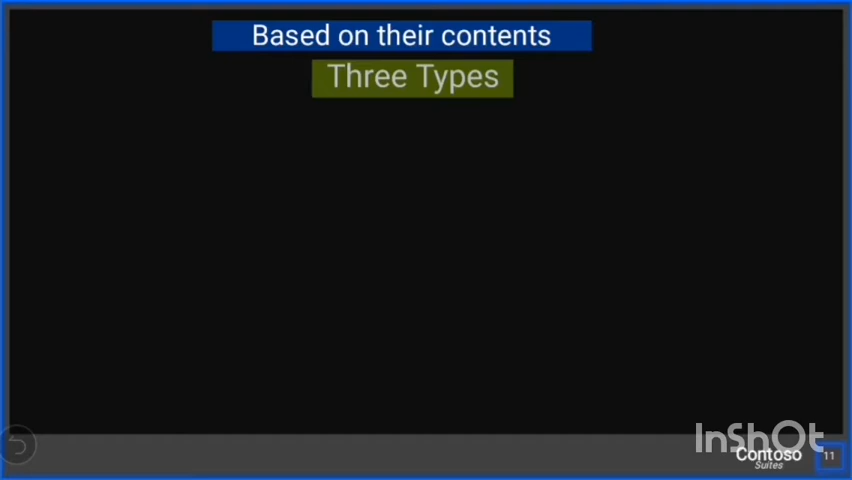 Based on their contents
Three Types
InShOt
Contoso
Suites
11